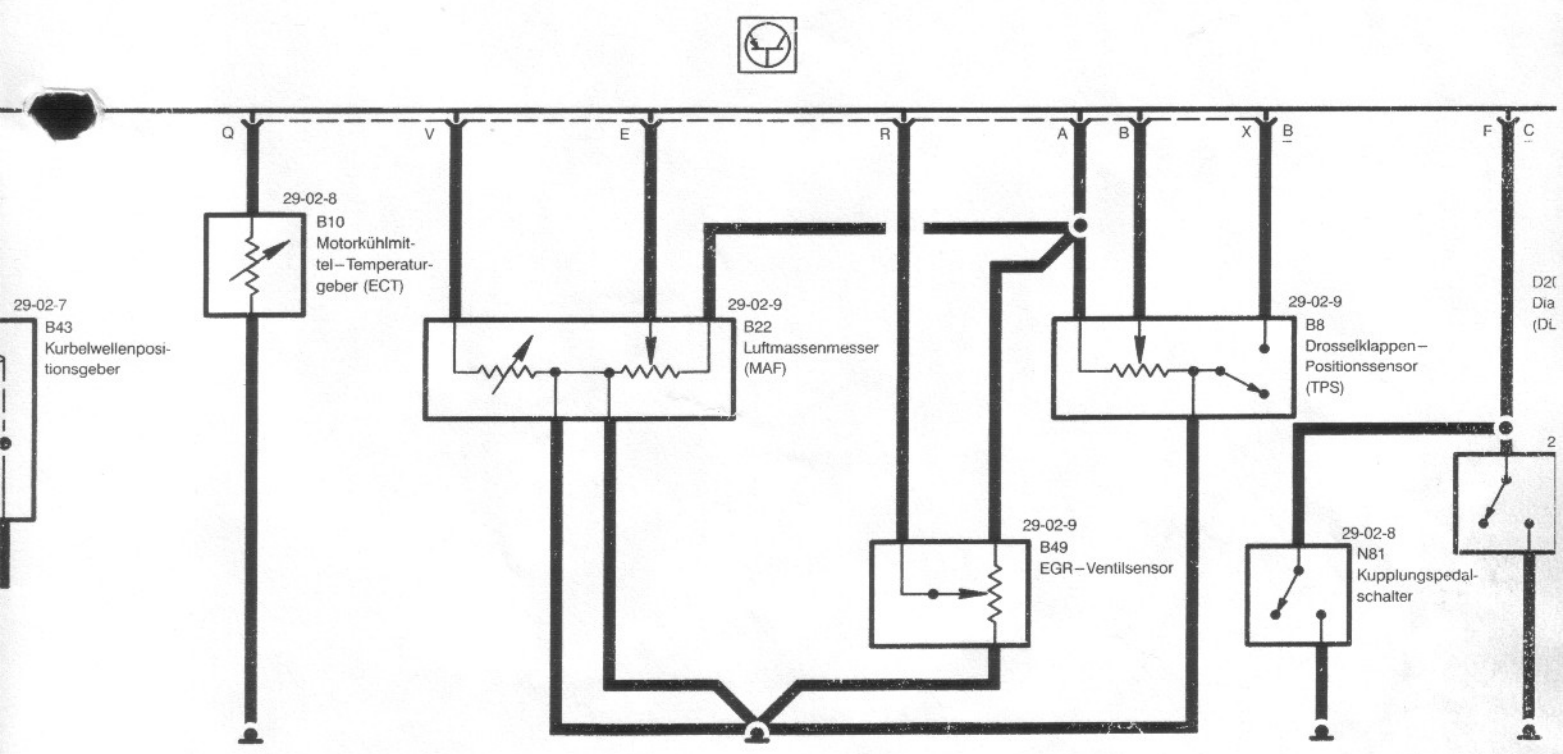 Q
V
E
R
A
B
X
B
F
C
29-02-8
B10
Motorkühlmit-
tel–Temperatur-
geber (ECT)
29-02-7
B43
Kurbelwellenposi-
tionsgeber
29-02-9
B22
Luftmassenmesser
(MAF)
29-02-9
B8
Drosselklappen–
Positionssensor
(TPS)
Dia
29-02-9
B49
EGR–Ventilsensor
29-02-8
N81
Kupplungspedal-
schalter
2